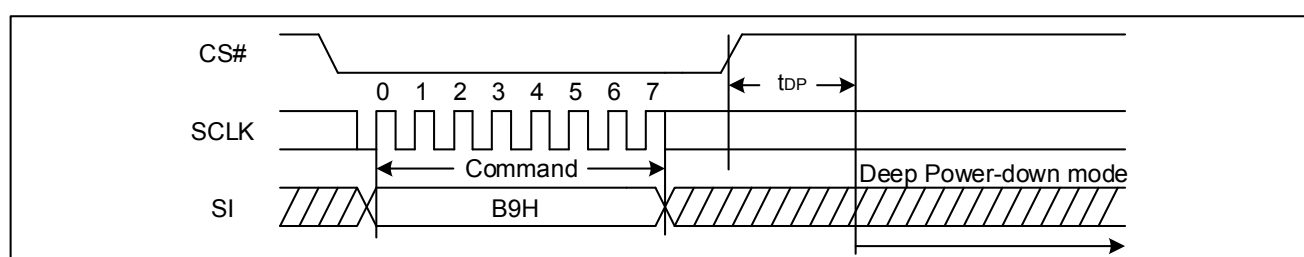 CS#
tDP
0 1 2 3 4 5 6 7
SCLK
Command
Deep Power-down mode
SI
B9H